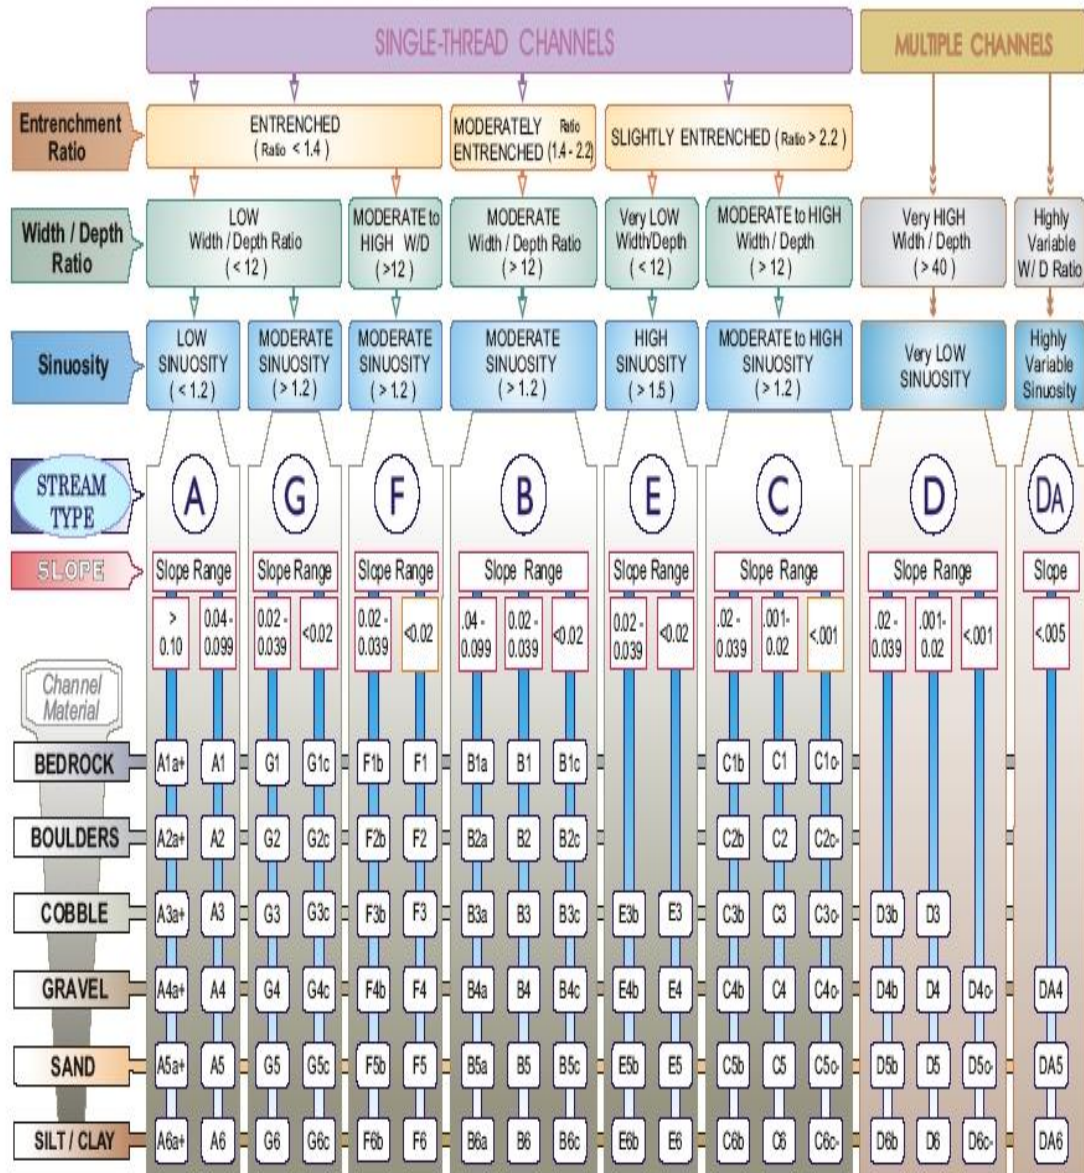 SINGLE-THREAD CHANNELS
MULTIPLE CHANNELS
Entrenchment
Ratio
ENTRENCHED
( Ratio < 1.4 )
MODERATELY Ratio
ENTRENCHED (1.4 - 2.2)
SLIGHTLY ENTRENCHED ( Ratio > 2.2 )
Width / Depth
Ratio
LOW
Width / Depth Ratio
( < 12 )
MODERATE to
HIGH W/D
( >12 )
MODERATE
Width / Depth Ratio
( > 12 )
Very LOW
Width/Depth
( < 12 )
MODERATE to HIGH
Width / Depth
( > 12 )
Very HIGH
Width / Depth
( > 40 )
Highly
Variable
W/ D Ratio
Sinuosity
LOW
SINUOSITY
( < 1.2 )
MODERATE
SINUOSITY
( > 1.2 )
MODERATE
SINUOSITY
( > 1.2 )
MODERATE
SINUOSITY
( >1.2 )
HIGH
SINUOSITY
( > 1.5 )
MODERATE to HIGH
SINUOSITY
( > 1.2 )
Very LOW
SINUOSITY
Highly
Variable
Sinuosity
STREAM
TYPE
A G F B E C D DA
SLOPE
Slope Range Slope Range Slope Range Slope Range Slope Range Slope Range Slope Range Slope
> 0.10
0.04 - 0.099
0.02 - 0.039
<0.02
0.02 - 0.039
<0.02
.04 - 0.099
0.02 - 0.039
<0.02
0.02 - 0.039
<0.02
.02 - 0.039
.001- 0.02
<.001
.02 - 0.039
.001- 0.02
<.001
<.005
Channel
Material
BEDROCK A1a+ A1 G1 G1c F1b F1 B1a B1 B1c C1b C1 C1c-
BOULDERS A2a+ A2 G2 G2c F2b F2 B2a B2 B2c C2b C2 C2c-
COBBLE A3a+ A3 G3 G3c F3b F3 B3a B3 B3c E3b E3 C3b C3 C3c- D3b D3
GRAVEL A4a+ A4 G4 G4c F4b F4 B4a B4 B4c E4b E4 C4b C4 C4c- D4b D4 D4c- DA4
SAND A5a+ A5 G5 G5c F5b F5 B5a B5 B5c E5b E5 C5b C5 C5c- D5b D5 D5c- DA5
SILT / CLAY A6a+ A6 G6 G6c F6b F6 B6a B6 B6c E6b E6 C6b C6 C6c- D6b D6 D6c- DA6